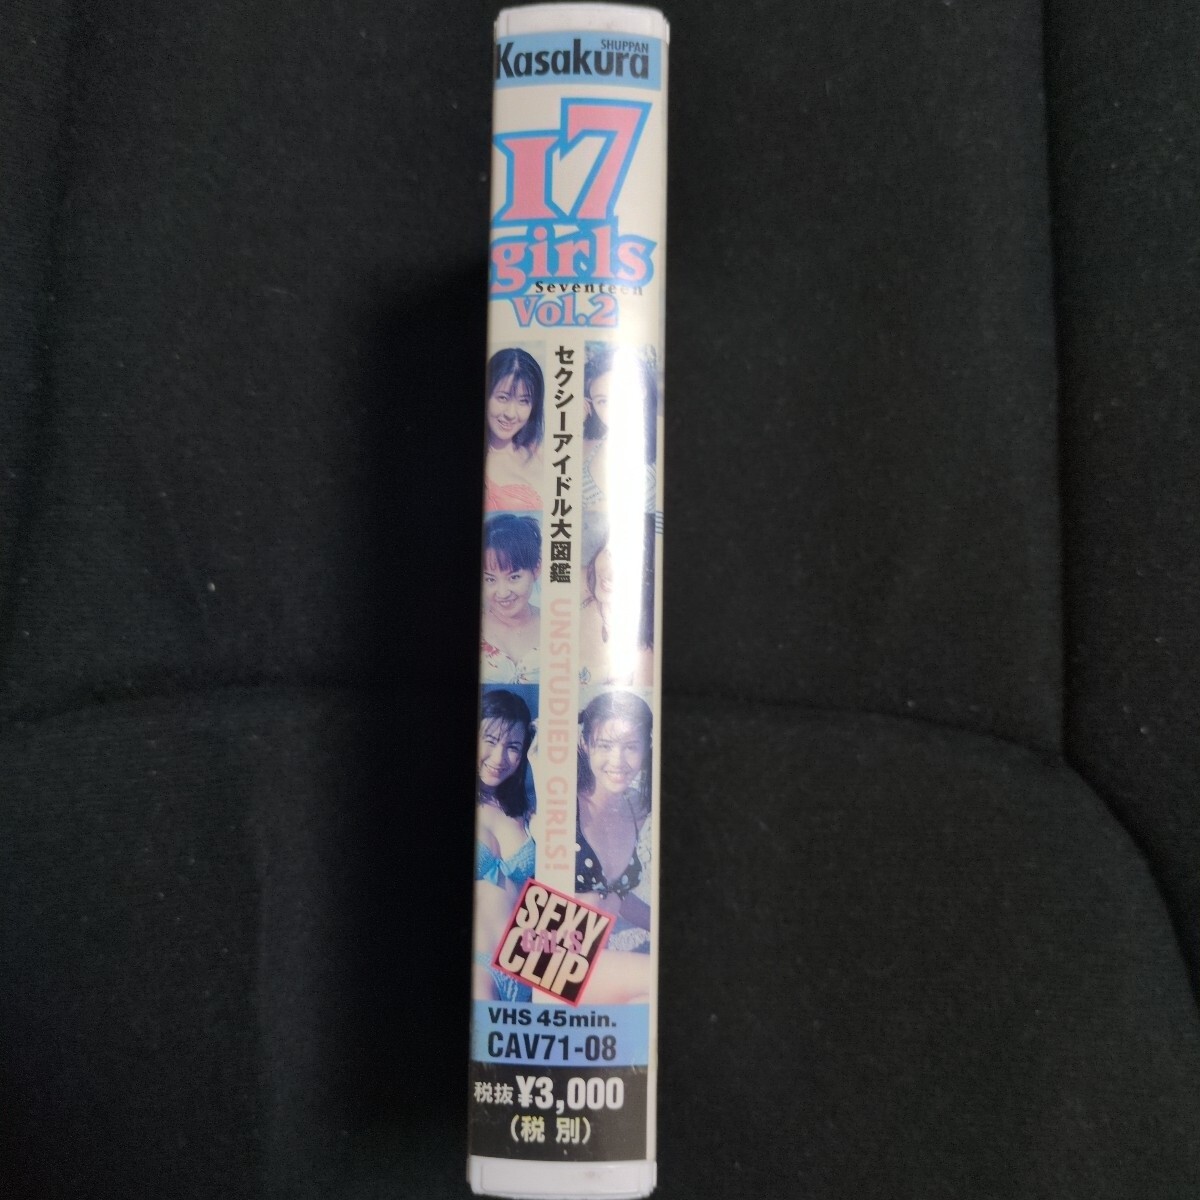 Kasakura
SHUPPAN
17
girls
Seventeen
Vol.2
セクシーアイドル大図鑑
UNSTUDIED GIRLS!
SEXY
GAL'S
CLIP
VHS 45min.
CAV71-08
税抜¥3,000
(税別)